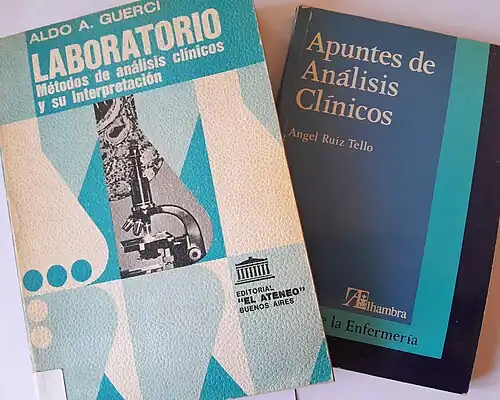 ALDO A. GUERCI
LABORATORIO
Métodos de análisis clínicos
y su interpretación
EDITORIAL
"EL ATENEO"
BUENOS AIRES
Apuntes de
Análisis
Clínicos
Angel Ruiz Tello
Alhambra
e la Enfermería